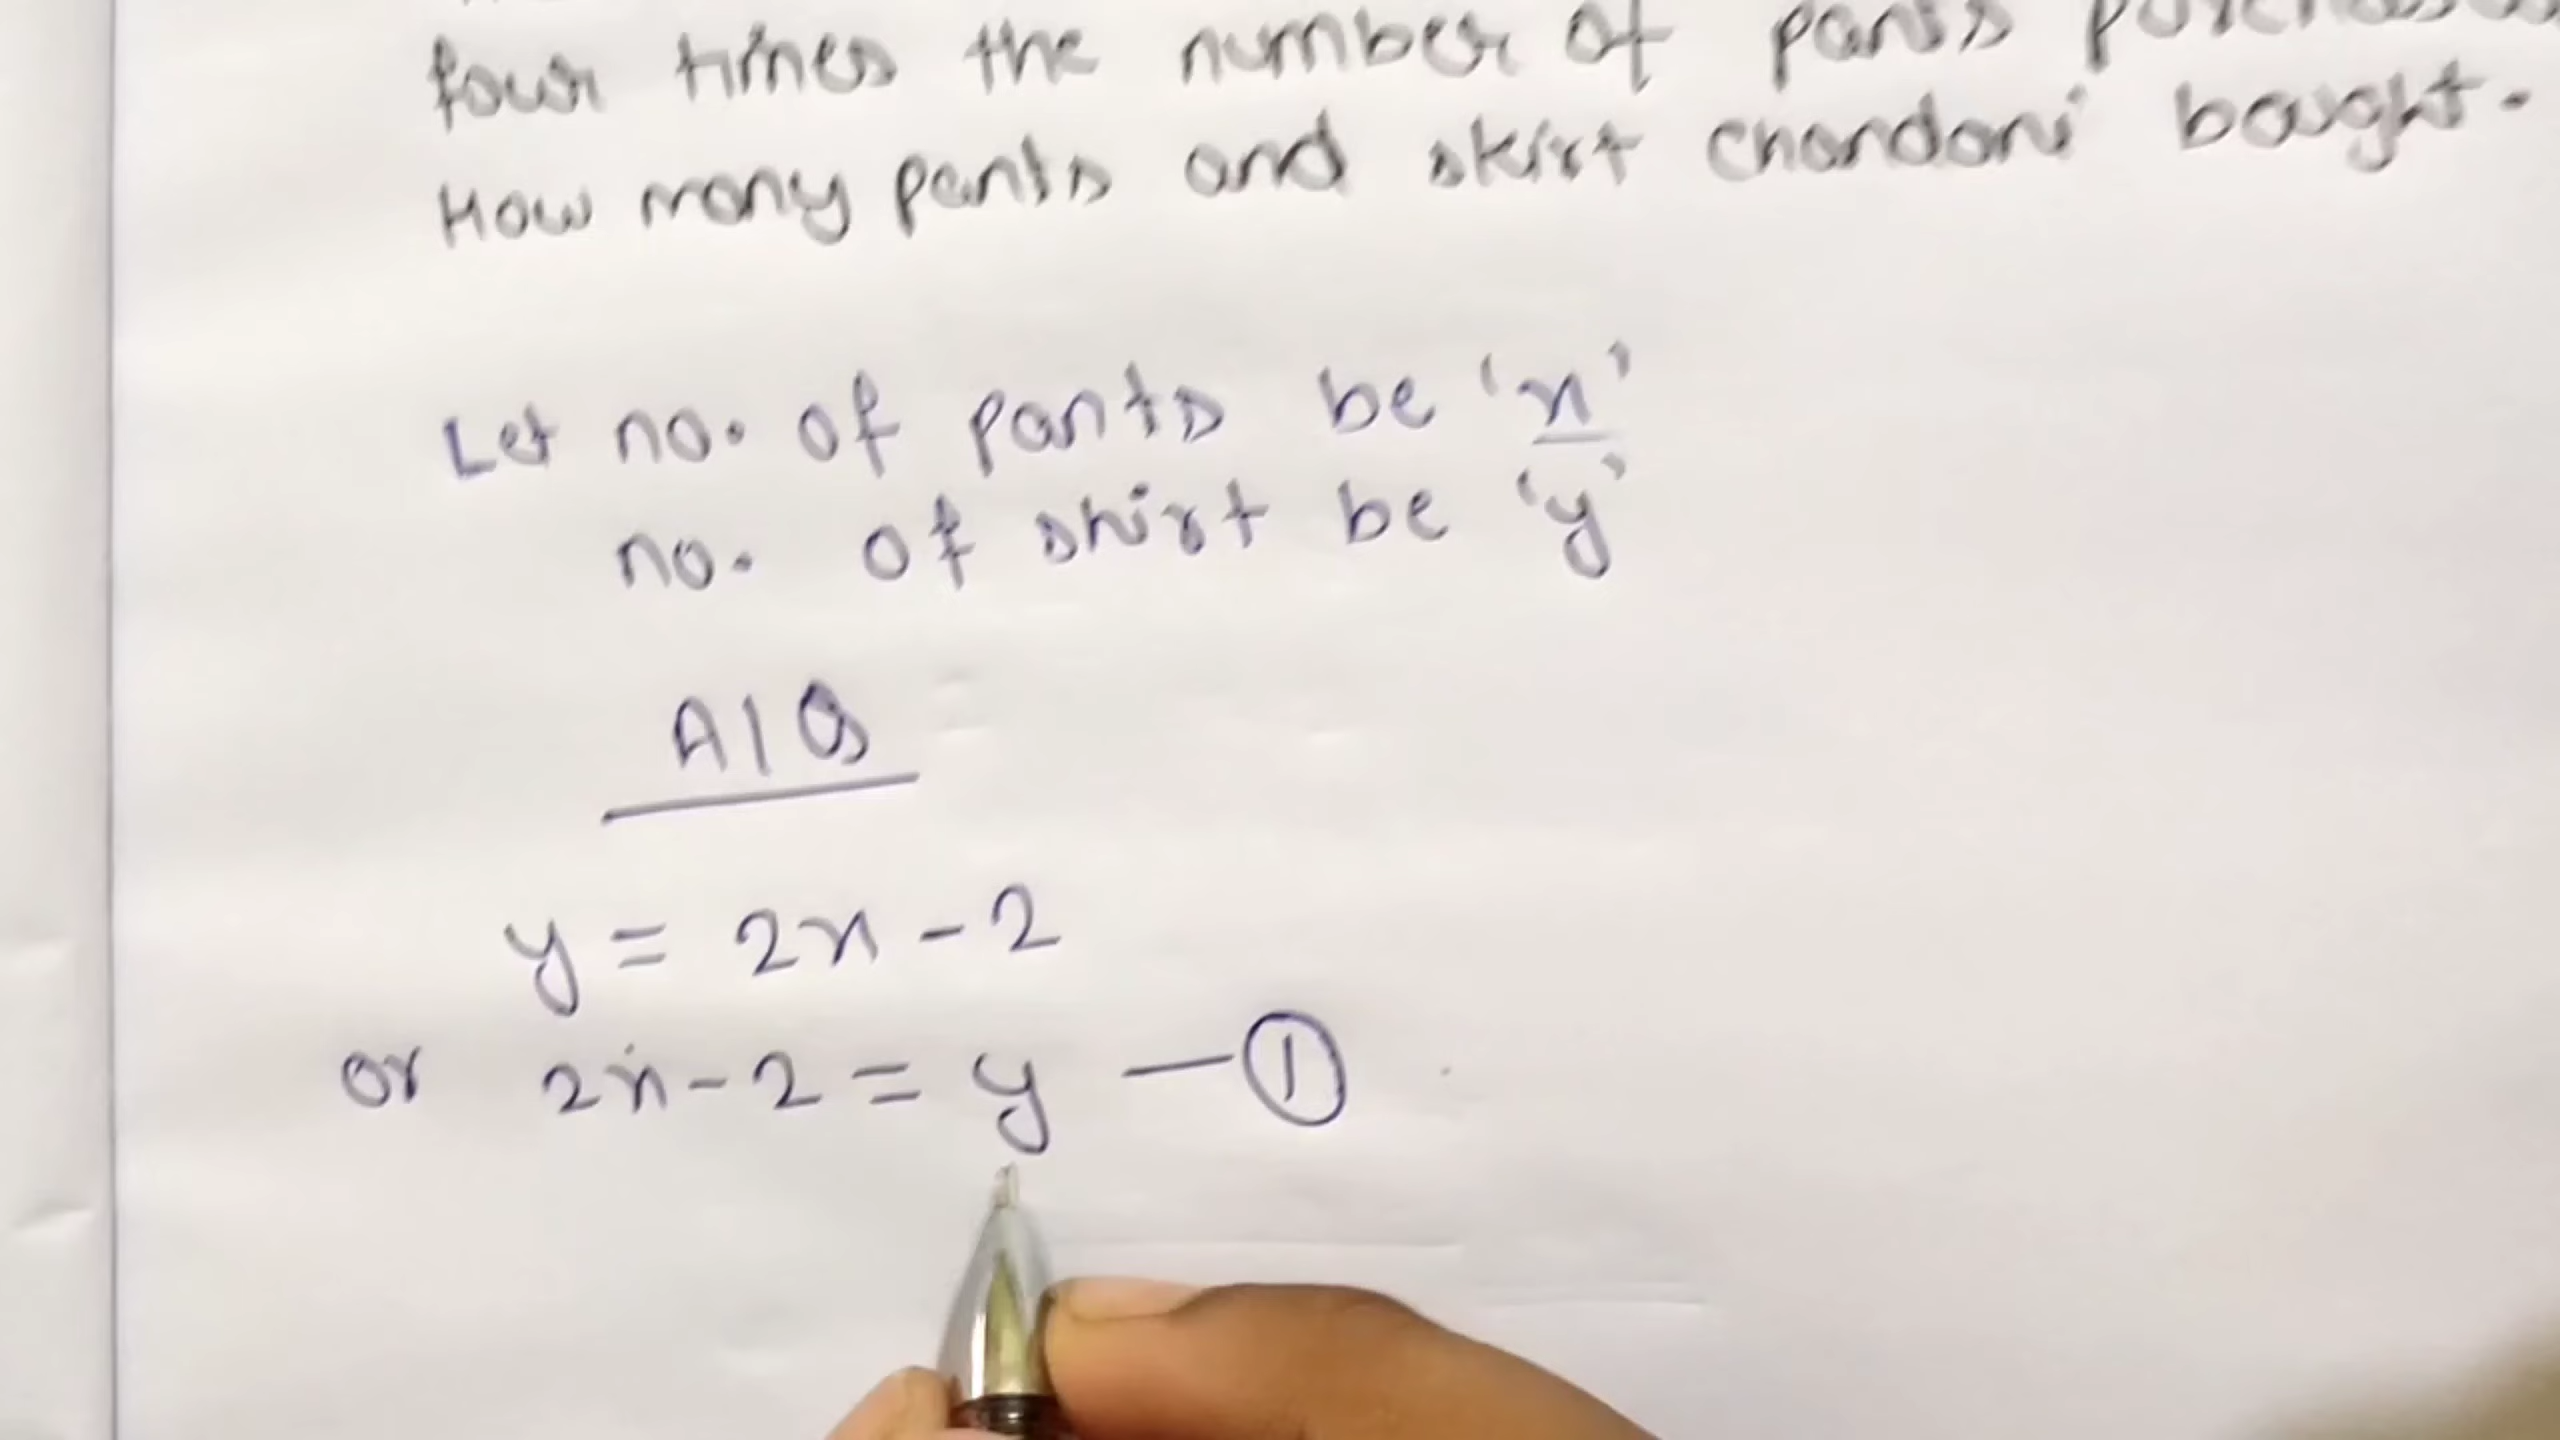 four times the number of pants
How many pants and skirt chandani bought.
Let no. of pants be 'x'
no. of shirt be 'y'
A/Q
y = 2x - 2
or 2x - 2 = y — ①